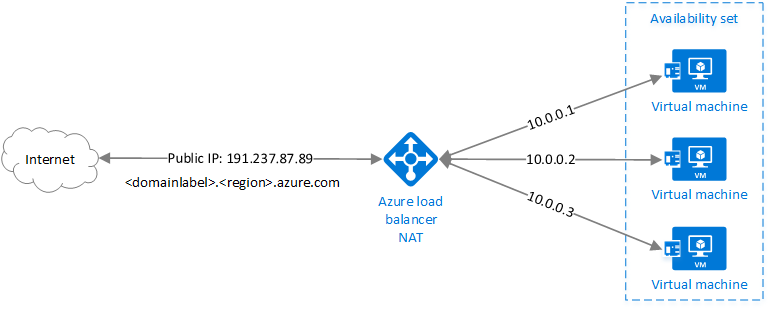 Availability set
VM
Virtual machine
10.0.0.1
Internet
Public IP: 191.237.87.89
<domainlabel>.<region>.azure.com
10.0.0.2
VM
Virtual machine
Azure load
balancer
NAT
10.0.0.3
VM
Virtual machine